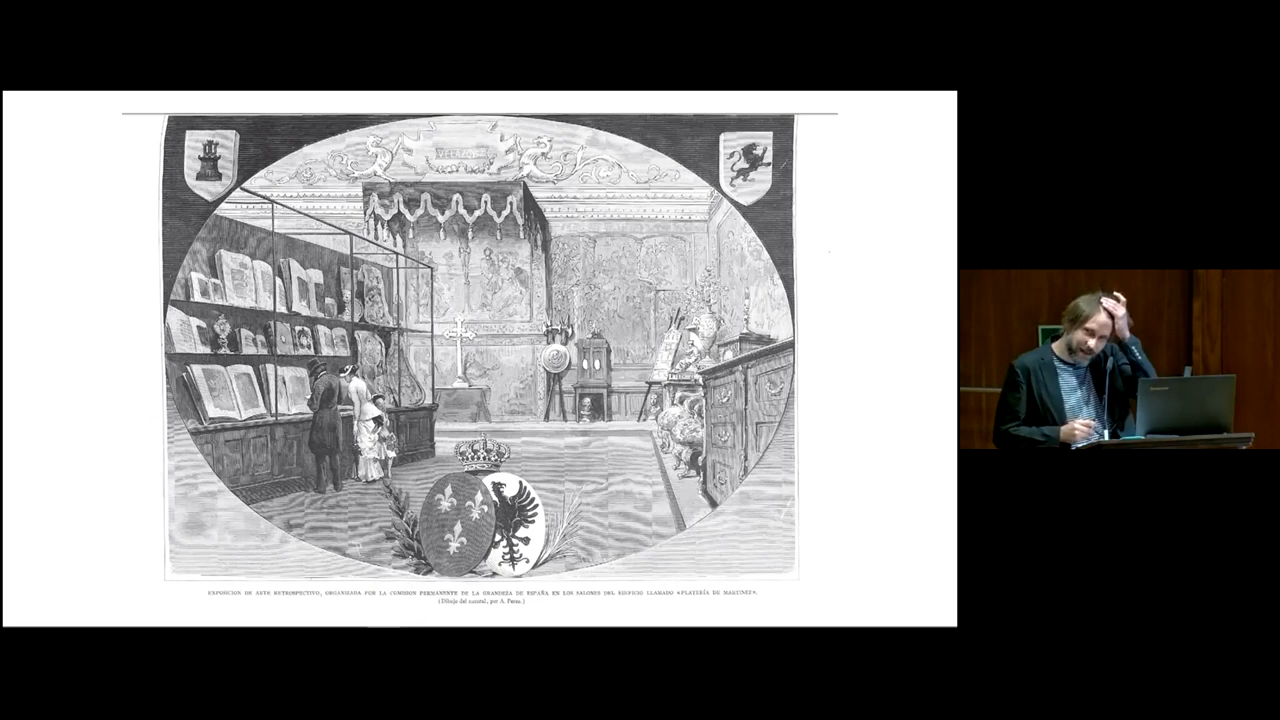 VELAZQ
EXPOSICION DE ARTE RETROSPECTIVO, ORGANIZADA POR LA COMISION PERMANENTE DE LA GRANDEZA DE ESPAÑA EN LOS SALONES DEL EDIFICIO LLAMADO «PLATERÍA DE MARTINEZ».
(Dibujo del natural, por A. Perea.)